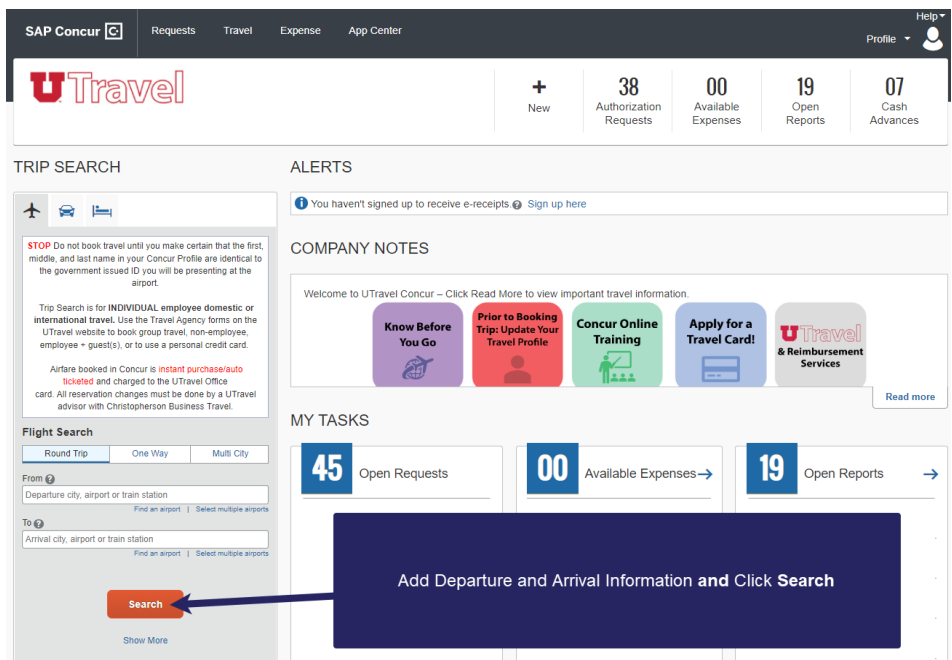 Help
SAP Concur C
Requests
Travel
Expense
App Center
Profile
U Travel
+
New
38
Authorization
Requests
00
Available
Expenses
19
Open
Reports
07
Cash
Advances
TRIP SEARCH
STOP Do not book travel until you make certain that the first,
middle, and last name in your Concur Profile are identical to
the government issued ID you will be presenting at the
airport.
Trip Search is for INDIVIDUAL employee domestic or
international travel. Use the Travel Agency forms on the
UTravel website to book group travel, non-employee,
employee + guest(s), or to use a personal credit card.
Airfare booked in Concur is instant purchase/auto
ticketed and charged to the UTravel Office
card. All reservation changes must be done by a UTravel
advisor with Christopherson Business Travel.
Flight Search
Round Trip
One Way
Multi City
From ?
Departure city, airport or train station
Find an airport | Select multiple airports
To ?
Arrival city, airport or train station
Find an airport | Select multiple airports
Search
Show More
ALERTS
i You haven't signed up to receive e-receipts ? Sign up here
COMPANY NOTES
Welcome to UTravel Concur – Click Read More to view important travel information.
Know Before
You Go
Prior to Booking
Trip: Update Your
Travel Profile
Concur Online
Training
Apply for a
Travel Card!
U Travel
& Reimbursement
Services
Read more
MY TASKS
45
Open Requests
00
Available Expenses→
19
Open Reports →
Add Departure and Arrival Information and Click Search